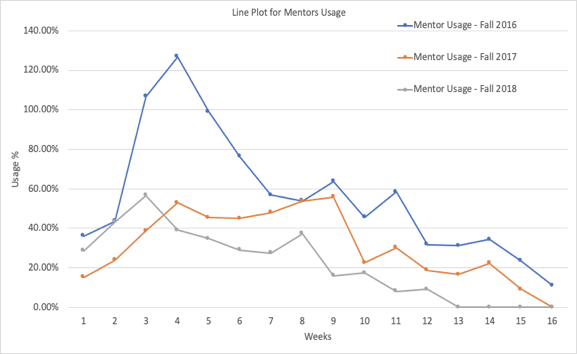 Line Plot for Mentors Usage
Mentor Usage - Fall 2016
Mentor Usage - Fall 2017
Mentor Usage - Fall 2018
Usage %
140.00%
120.00%
100.00%
80.00%
60.00%
40.00%
20.00%
0.00%
1 2 3 4 5 6 7 8 9 10 11 12 13 14 15 16
Weeks